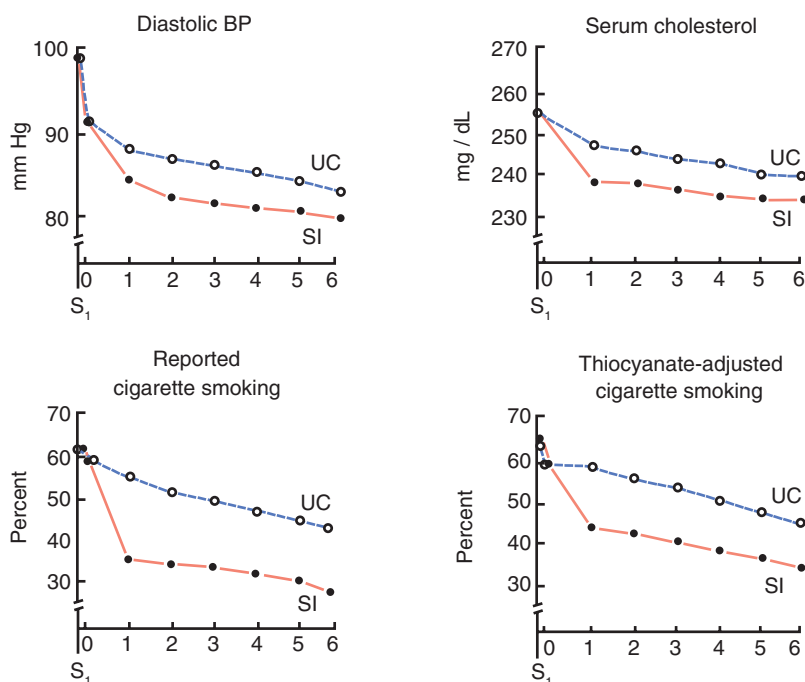 Diastolic BP
100
90
80
mm Hg
UC
SI
0 1 2 3 4 5 6
S1
Serum cholesterol
270
260
250
240
230
mg / dL
UC
SI
0 1 2 3 4 5 6
S1
Reported
cigarette smoking
70
60
50
40
30
Percent
UC
SI
0 1 2 3 4 5 6
S1
Thiocyanate-adjusted
cigarette smoking
70
60
50
40
30
Percent
UC
SI
0 1 2 3 4 5 6
S1